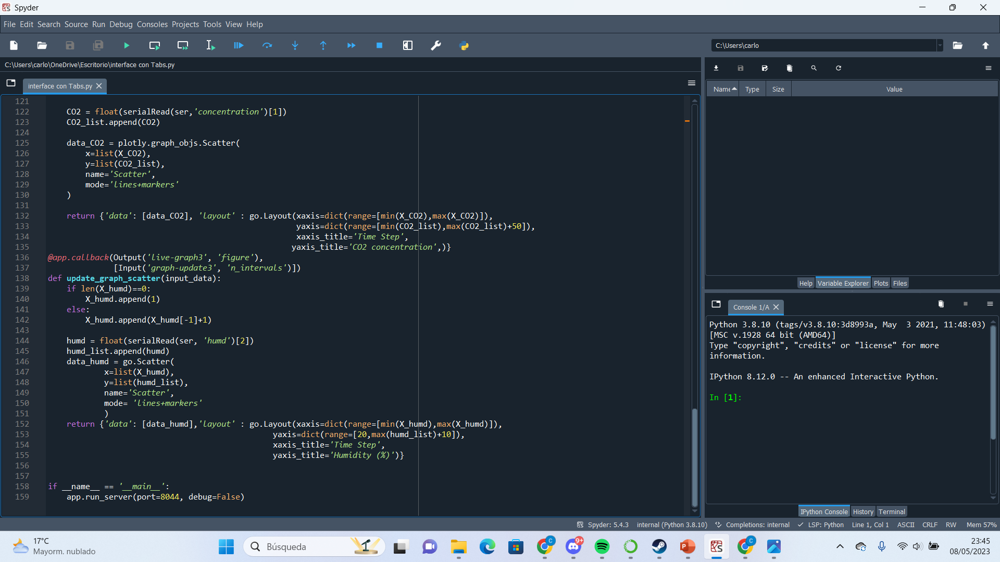 Spyder
File Edit Search Source Run Debug Consoles Projects Tools View Help
C:\Users\carlo
C:\Users\carlo\OneDrive\Escritorio\interface con Tabs.py
interface con Tabs.py
121
122 CO2 = float(serialRead(ser,'concentration')[1])
123 CO2_list.append(CO2)
124
125 data_CO2 = plotly.graph_objs.Scatter(
126 x=list(X_CO2),
127 y=list(CO2_list),
128 name='Scatter',
129 mode='lines+markers'
130 )
131
132 return {'data': [data_CO2], 'layout' : go.Layout(xaxis=dict(range=[min(X_CO2),max(X_CO2)]),
133 yaxis=dict(range=[min(CO2_list),max(CO2_list)+50]),
134 xaxis_title='Time Step',
135 yaxis_title='CO2 concentration',)}
136 @app.callback(Output('live-graph3', 'figure'),
137 [Input('graph-update3', 'n_intervals')])
138 def update_graph_scatter(input_data):
139 if len(X_humd)==0:
140 X_humd.append(1)
141 else:
142 X_humd.append(X_humd[-1]+1)
143
144 humd = float(serialRead(ser, 'humd')[2])
145 humd_list.append(humd)
146 data_humd = go.Scatter(
147 x=list(X_humd),
148 y=list(humd_list),
149 name='Scatter',
150 mode= 'lines+markers'
151 )
152 return {'data': [data_humd],'layout' : go.Layout(xaxis=dict(range=[min(X_humd),max(X_humd)]),
153 yaxis=dict(range=[20,max(humd_list)+10]),
154 xaxis_title='Time Step',
155 yaxis_title='Humidity (%)')}
156
157
158 if __name__ == '__main__':
159 app.run_server(port=8044, debug=False)
Name Type Size Value
Help Variable Explorer Plots Files
Console 1/A
Python 3.8.10 (tags/v3.8.10:3d8993a, May  3 2021, 11:48:03)
[MSC v.1928 64 bit (AMD64)]
Type "copyright", "credits" or "license" for more
information.
IPython 8.12.0 -- An enhanced Interactive Python.
In [1]:
IPython Console History Terminal
Spyder: 5.4.3 internal (Python 3.8.10) Completions: internal LSP: Python Line 1, Col 1 ASCII CRLF RW Mem 57%
17°C
Mayorm. nublado
Búsqueda
C
9+
C
23:45
08/05/2023